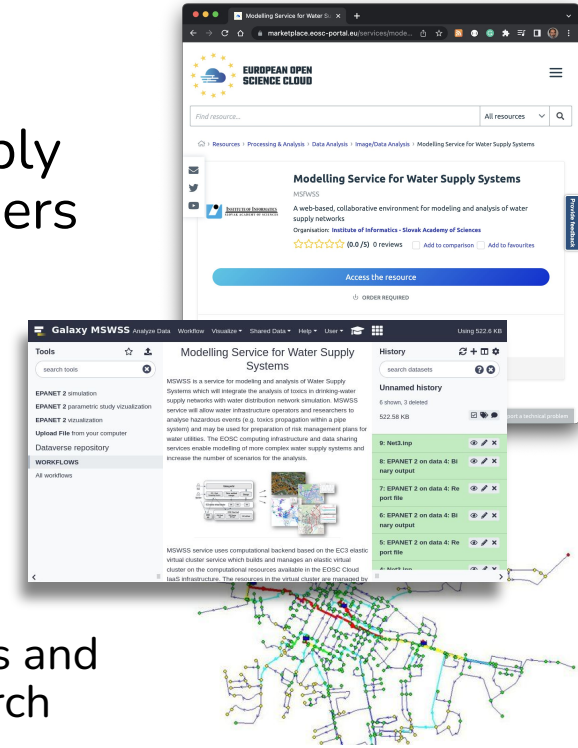 Modelling Service for Water Su
marketplace.eosc-portal.eu/services/mode...
EUROPEAN OPEN
SCIENCE CLOUD
Find resource...
All resources
Resources
Processing & Analysis
Data Analysis
Image/Data Analysis
Modelling Service for Water Supply Systems
Modelling Service for Water Supply Systems
MSfWSS
INSTITUTE OF INFORMATICS
SLOVAK ACADEMY OF SCIENCES
A web-based, collaborative environment for modeling and analysis of water
supply networks
Organisation: Institute of Informatics - Slovak Academy of Sciences
(0.0 /5) 0 reviews
Add to comparison
Add to favourites
Provide feedback
Access the resource
ORDER REQUIRED
ers
Galaxy MSWSS
Analyze Data Workflow Visualize Shared Data Help User
Using 522.6 KB
Tools
search tools
EPANET 2 simulation
EPANET 2 parametric study vizualization
EPANET 2 vizualization
Upload File from your computer
Dataverse repository
WORKFLOWS
All workflows
Modelling Service for Water Supply
Systems
MSWSS is a service for modeling and analysis of Water Supply
Systems which will integrate the analysis of toxics in drinking-water
supply networks with water distribution network simulation. MSWSS
service will allow water infrastructure operators and researchers to
analyse hazardous events (e.g. toxics propagation within a pipe
system) and may be used for preparation of risk management plans for
water utilities. The EOSC computing infrastructure and data sharing
services enable modelling of more complex water supply systems and
increase the number of scenarios for the analysis.
MSWSS service uses computational backend based on the EC3 elastic
virtual cluster service which builds and manages an elastic virtual
cluster on the computational resources available in the EOSC Cloud
IaaS infrastructure. The resources in the virtual cluster are managed by
History
search datasets
Unnamed history
6 shown, 3 deleted
522.58 KB
9: Net3.inp
8: EPANET 2 on data 4: Bi
nary output
7: EPANET 2 on data 4: Re
port file
6: EPANET 2 on data 4: Bi
nary output
5: EPANET 2 on data 4: Re
port file
port a technical problem
s and
rch